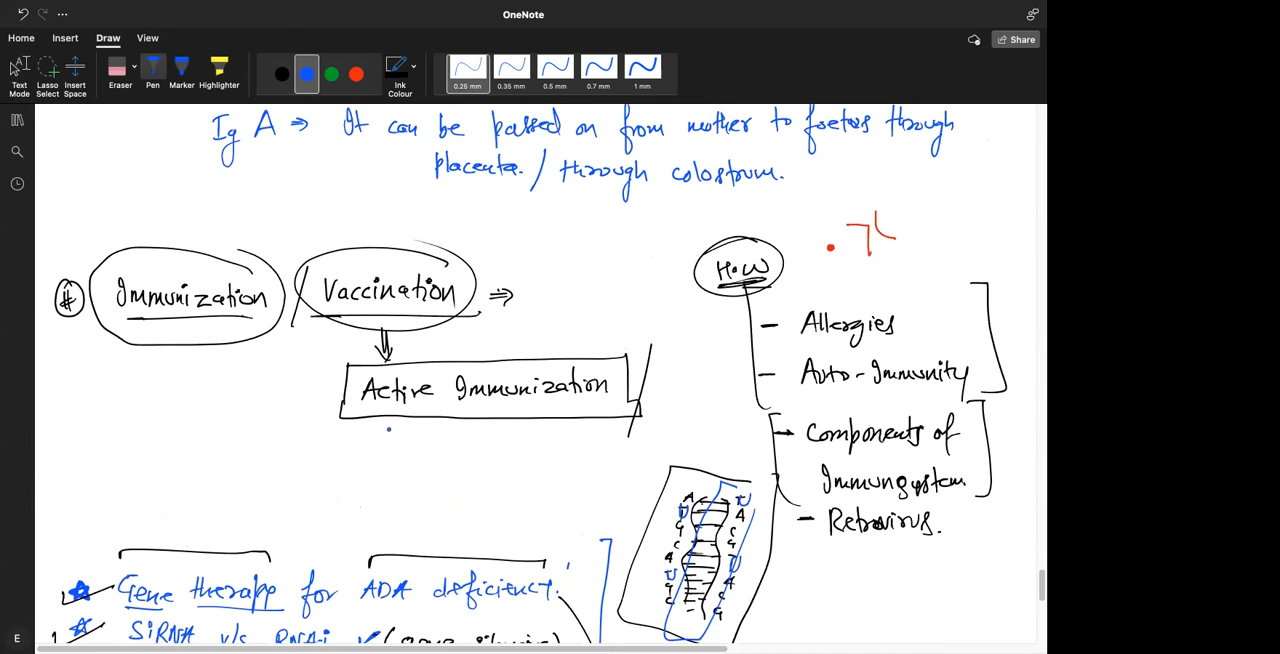 OneNote
Home Insert Draw View
Share
Text Mode
Lasso Select
Insert Space
Eraser
Pen
Marker
Highlighter
Ink Colour
0.25 mm
0.35 mm
0.5 mm
0.7 mm
1 mm
Ig A ⇒ It can be passed on from mother to foetors through
placenta. / through colostrum.
# Immunization / Vaccination ⇒
Active Immunization
H.W
- Allergies
- Auto-Immunity
→ Components of
Immunsystem
- Retrovirus.
Gene therapy for ADA deficiency.
SiRNA v/s RNA-i
E